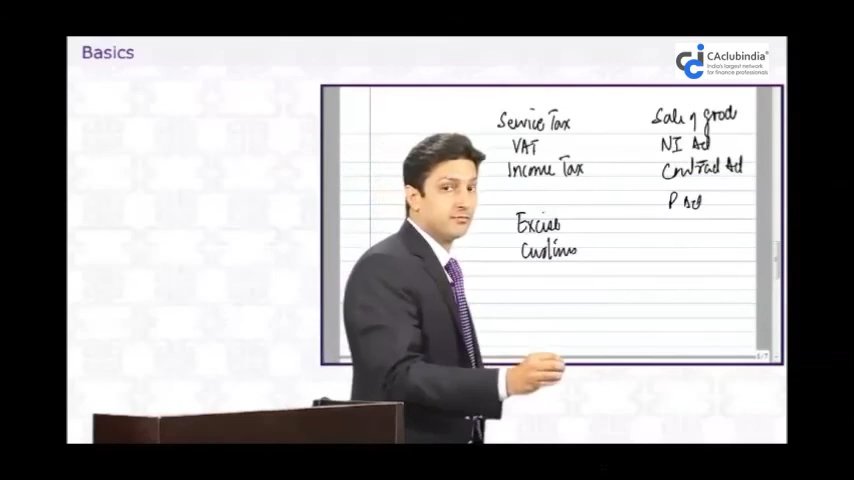 Basics
CAclubindia®
India's largest network
for finance professionals
Service Tax
VAT
Income Tax
Excise
Customs
Sale of goods
NI Act
Contract Act
P Act